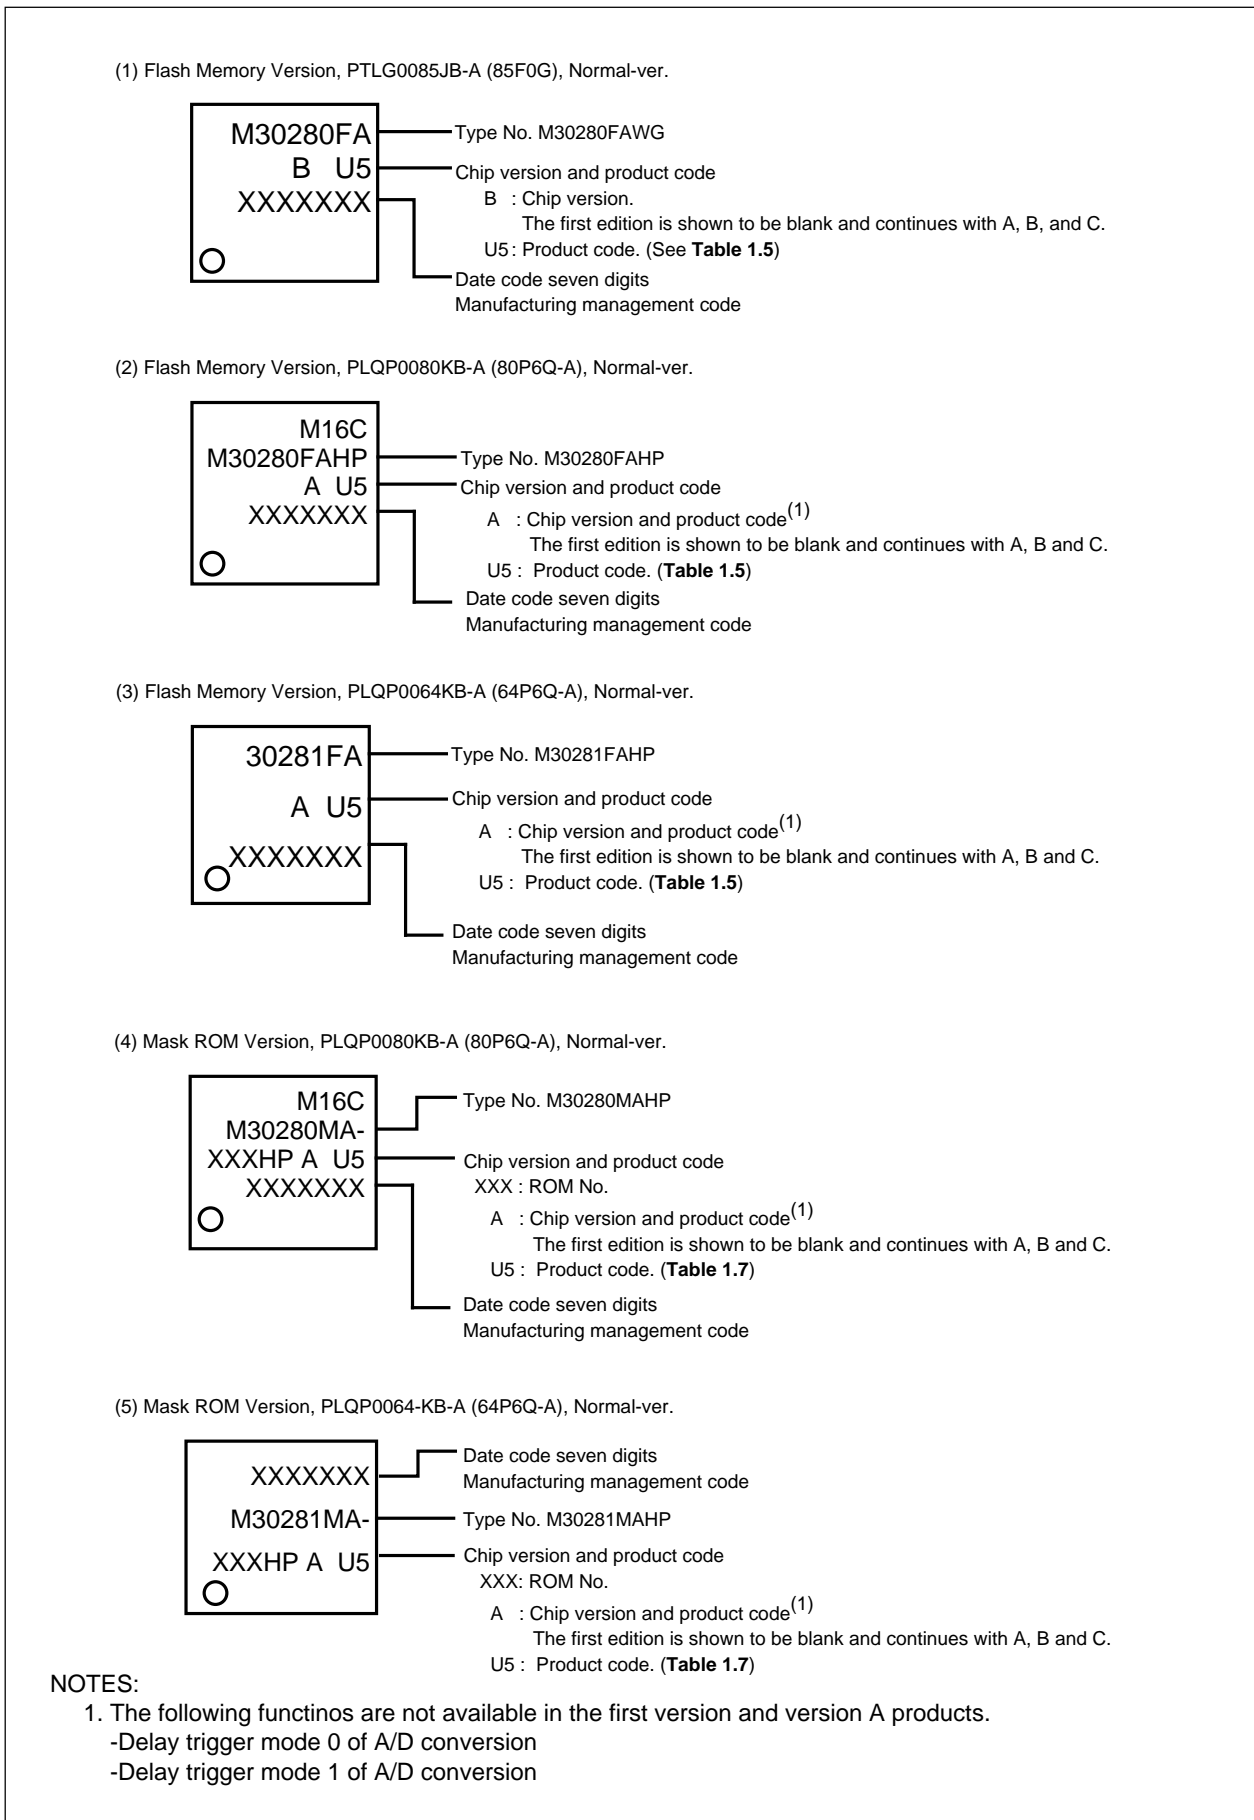 (1) Flash Memory Version, PTLG0085JB-A (85F0G), Normal-ver.
M30280FA
B U5
XXXXXXX
Type No. M30280FAWG
Chip version and product code
B : Chip version.
The first edition is shown to be blank and continues with A, B, and C.
U5 : Product code. (See Table 1.5)
Date code seven digits
Manufacturing management code
(2) Flash Memory Version, PLQP0080KB-A (80P6Q-A), Normal-ver.
M16C
M30280FAHP
A U5
XXXXXXX
Type No. M30280FAHP
Chip version and product code
A : Chip version and product code(1)
The first edition is shown to be blank and continues with A, B and C.
U5 : Product code. (Table 1.5)
Date code seven digits
Manufacturing management code
(3) Flash Memory Version, PLQP0064KB-A (64P6Q-A), Normal-ver.
30281FA
A U5
XXXXXXX
Type No. M30281FAHP
Chip version and product code
A : Chip version and product code(1)
The first edition is shown to be blank and continues with A, B and C.
U5 : Product code. (Table 1.5)
Date code seven digits
Manufacturing management code
(4) Mask ROM Version, PLQP0080KB-A (80P6Q-A), Normal-ver.
M16C
M30280MA-
XXXHP A U5
XXXXXXX
Type No. M30280MAHP
Chip version and product code
XXX : ROM No.
A : Chip version and product code(1)
The first edition is shown to be blank and continues with A, B and C.
U5 : Product code. (Table 1.7)
Date code seven digits
Manufacturing management code
(5) Mask ROM Version, PLQP0064-KB-A (64P6Q-A), Normal-ver.
XXXXXXX
M30281MA-
XXXHP A U5
Date code seven digits
Manufacturing management code
Type No. M30281MAHP
Chip version and product code
XXX: ROM No.
A : Chip version and product code(1)
The first edition is shown to be blank and continues with A, B and C.
U5 : Product code. (Table 1.7)
NOTES:
1. The following functinos are not available in the first version and version A products.
-Delay trigger mode 0 of A/D conversion
-Delay trigger mode 1 of A/D conversion